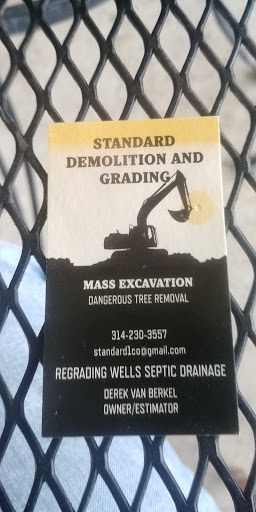 STANDARD
DEMOLITION AND
GRADING
MASS EXCAVATION
DANGEROUS TREE REMOVAL
314-230-3557
standard1co@gmail.com
REGRADING WELLS SEPTIC DRAINAGE
DEREK VAN BERKEL
OWNER/ESTIMATOR